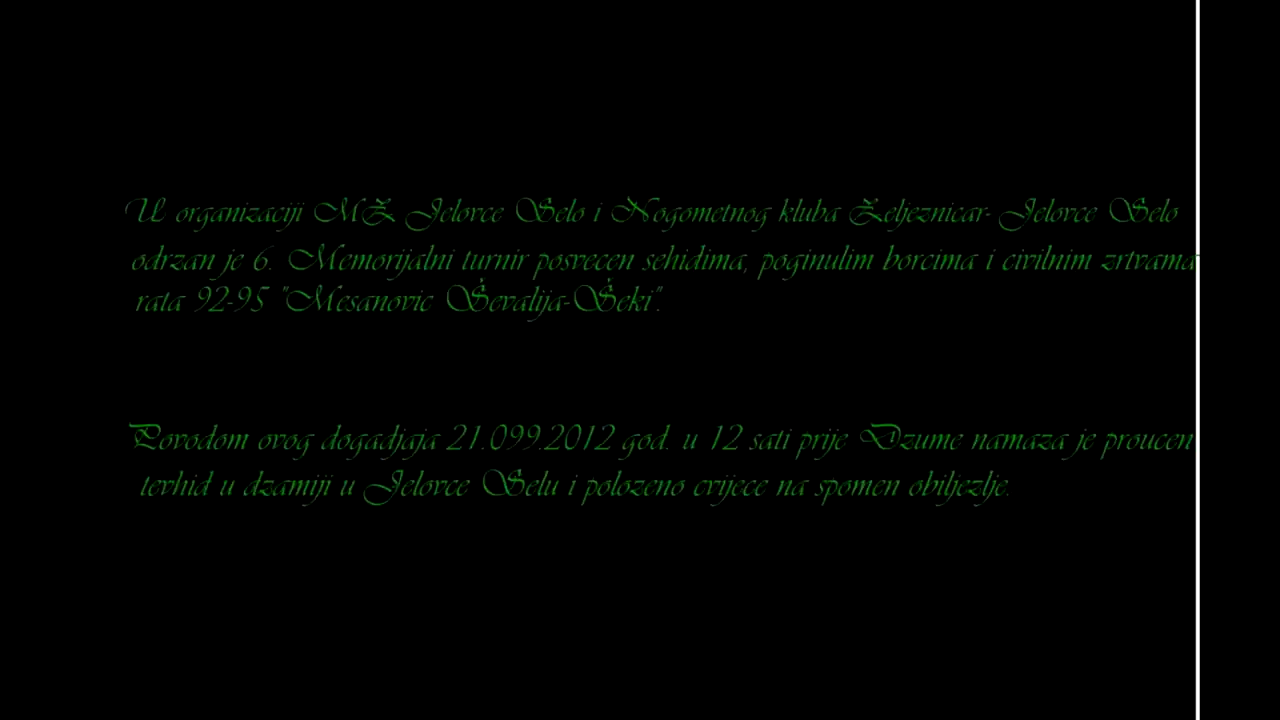 U organizaciji MZ Jelovce Selo i Nogometnog kluba Zeljeznicar- Jelovce Selo
odrzan je 6. Memorijalni turnir posvecen sehidima, poginulim borcima i civilnim zrtvama
rata 92-95 "Mesanovic Ševalija-Šeki".
Povodom ovog dogadjaja 21.099.2012 god. u 12 sati prije Dzume namaza je proucen
tevhid u dzamiji u Jelovce Selu i polozeno cvijece na spomen obiljezlje.